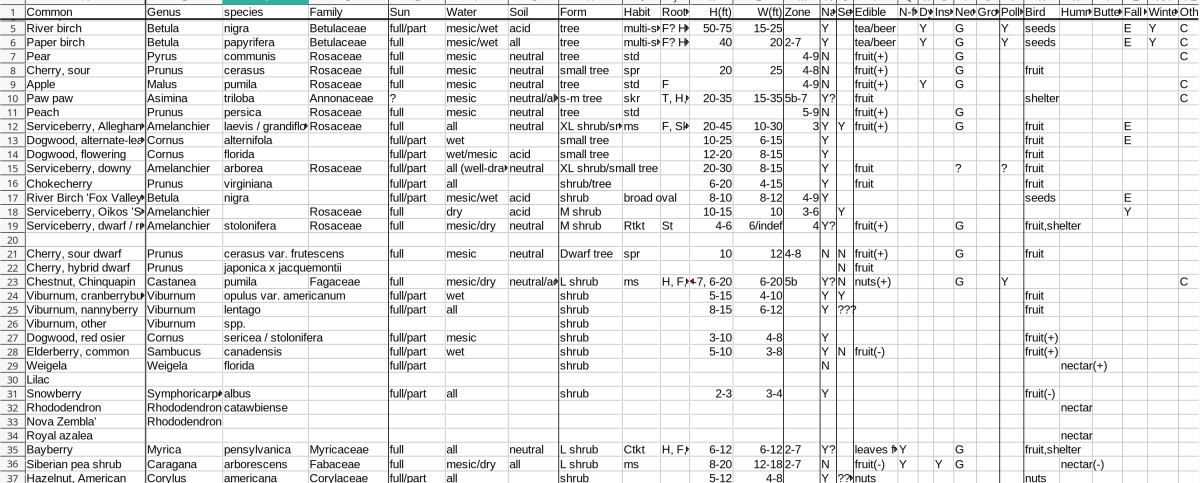 1 Common Genus species Family Sun Water Soil Form Habit Root H(ft) W(ft) Zone Na Se Edible N-f D Ins Nec Gro Poll Bird Humr Butte Fall Winte Oth
5 River birch Betula nigra Betulaceae full/part mesic/wet acid tree multi-s F? H 50-75 15-25 Y tea/beer Y G Y seeds E Y C
6 Paper birch Betula papyrifera Betulaceae full mesic/wet all tree multi-s F? H 40 20 2-7 Y tea/beer Y G Y seeds E Y C
7 Pear Pyrus communis full mesic neutral tree std 4-9 N fruit(+) G C
8 Cherry, sour Prunus cerasus Rosaceae full mesic neutral small tree spr 20 25 4-8 N fruit(+) G fruit
9 Apple Malus pumila Rosaceae full mesic neutral tree std F 4-9 N fruit(+) Y G C
10 Paw paw Asimina triloba Annonaceae ? mesic neutral/a s-m tree skr T, H, 20-35 15-35 5b-7 Y? fruit shelter C
11 Peach Prunus persica Rosaceae full mesic neutral tree std 5-9 N fruit(+) G
12 Serviceberry, Alleghan Amelanchier laevis / grandiflo Rosaceae full all neutral XL shrub/sr ms F, Sl 20-45 10-30 3 Y Y fruit(+) G fruit E
13 Dogwood, alternate-lea Cornus alternifola full/part wet small tree 10-25 6-15 Y fruit E
14 Dogwood, flowering Cornus florida full/part wet/mesic acid small tree 12-20 8-15 Y fruit
15 Serviceberry, downy Amelanchier arborea Rosaceae full/part all (well-dra neutral XL shrub/small tree 20-30 8-15 Y fruit ? ? fruit
16 Chokecherry Prunus virginiana full/part all shrub/tree 6-20 4-15 Y fruit fruit
17 River Birch 'Fox Valley Betula nigra full/part mesic/wet acid shrub broad oval 8-10 8-12 4-9 Y seeds E
18 Serviceberry, Oikos 'S Amelanchier Rosaceae full dry acid M shrub 10-15 10 3-6 Y Y
19 Serviceberry, dwarf / r Amelanchier stolonifera Rosaceae full mesic/dry neutral M shrub Rtkt St 4-6 6/indef 4 Y? fruit(+) G fruit,shelter
20
21 Cherry, sour dwarf Prunus cerasus var. frutescens full mesic neutral Dwarf tree spr 10 12 4-8 N N fruit(+) G fruit
22 Cherry, hybrid dwarf Prunus japonica x jacquemontii N fruit
23 Chestnut, Chinquapin Castanea pumila Fagaceae full mesic/dry neutral/a L shrub ms H, F, -7, 6-20 6-20 5b Y? N nuts(+) G Y C
24 Viburnum, cranberrybu Viburnum opulus var. americanum full/part wet shrub 5-15 4-10 Y Y fruit
25 Viburnum, nannyberry Viburnum lentago full/part all shrub 8-15 6-12 Y ??? fruit
26 Viburnum, other Viburnum spp. shrub
27 Dogwood, red osier Cornus sericea / stolonifera full/part mesic shrub 3-10 4-8 Y fruit(+)
28 Elderberry, common Sambucus canadensis full/part wet shrub 5-10 3-8 Y N fruit(-) fruit(+)
29 Weigela Weigela florida full/part shrub N nectar(+)
30 Lilac
31 Snowberry Symphoricarp albus full/part all shrub 2-3 3-4 Y fruit(-)
32 Rhododendron Rhododendron catawbiense nectar
33 Nova Zembla' Rhododendron
34 Royal azalea nectar
35 Bayberry Myrica pensylvanica Myricaceae full all neutral L shrub Ctkt H, F, 6-12 6-12 2-7 Y? leaves f Y G fruit,shelter
36 Siberian pea shrub Caragana arborescens Fabaceae full mesic/dry all L shrub ms 8-20 12-18 2-7 N fruit(-) Y Y G nectar(-)
37 Hazelnut, American Corylus americana Corylaceae full/part all shrub 5-12 4-8 Y ?? nuts nuts